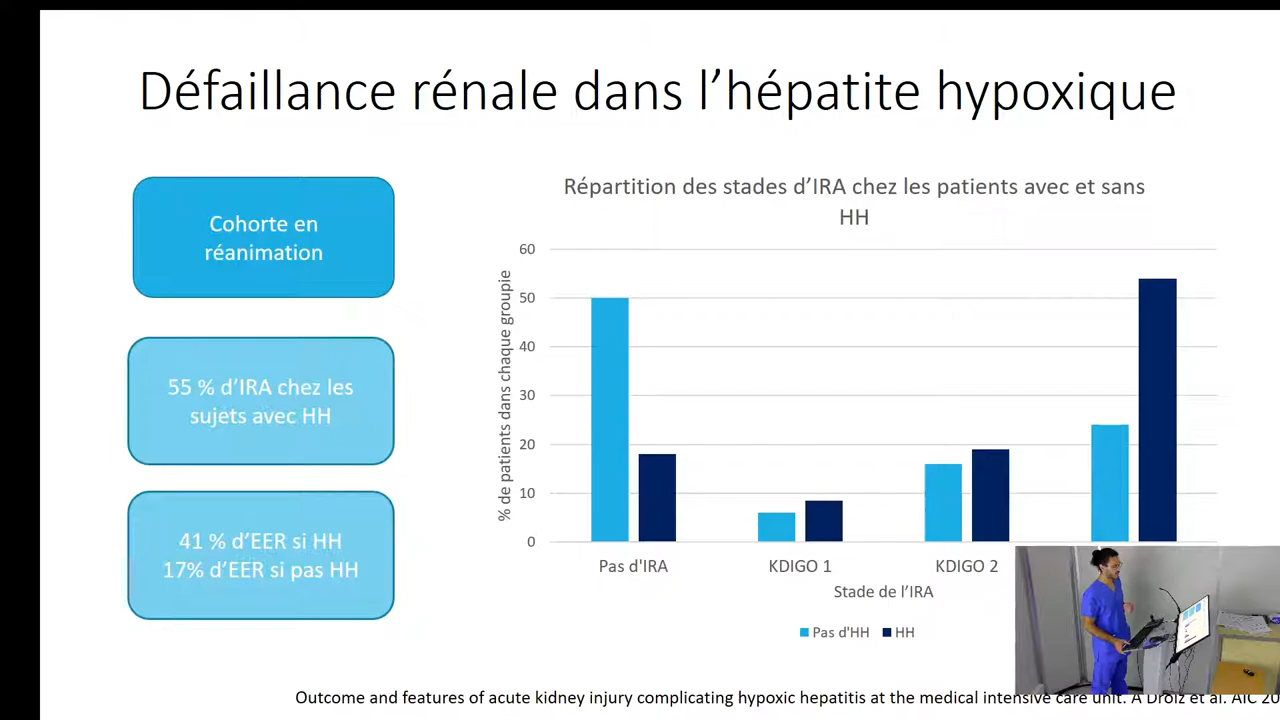 Défaillance rénale dans l’hépatite hypoxique
Cohorte en
réanimation
55 % d’IRA chez les
sujets avec HH
41 % d’EER si HH
17% d’EER si pas HH
Répartition des stades d’IRA chez les patients avec et sans
HH
% de patients dans chaque groupie
60
50
40
30
20
10
0
Pas d'IRA
KDIGO 1
KDIGO 2
Stade de l’IRA
Pas d'HH
HH
Outcome and features of acute kidney injury complicating hypoxic hepatitis at the medical intensive care unit. A Drolz et al. AIC 20